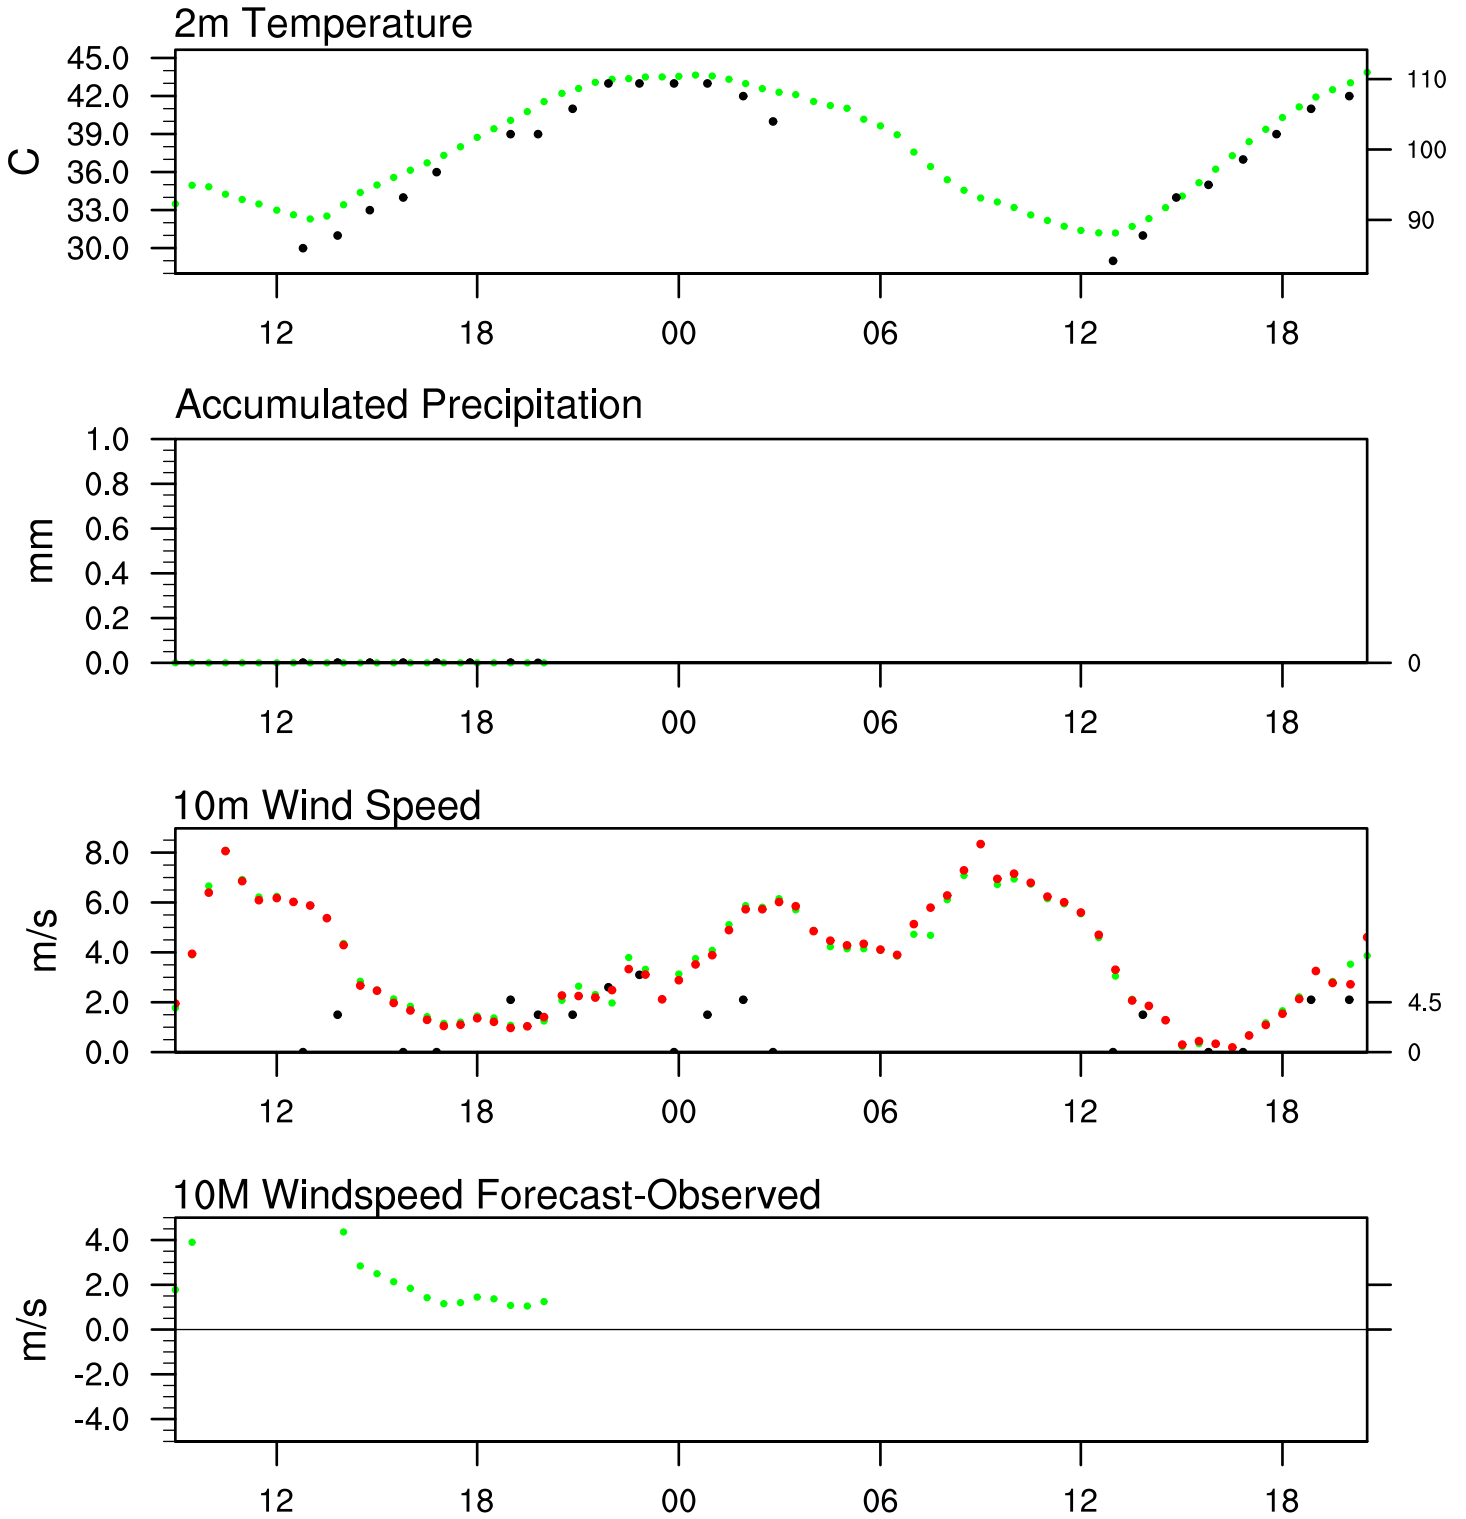 2m Temperature
45.0
42.0
39.0
36.0
33.0
30.0
C
110
100
90
12 18 00 06 12 18
Accumulated Precipitation
1.0
0.8
0.6
0.4
0.2
0.0
mm
0
12 18 00 06 12 18
10m Wind Speed
8.0
6.0
4.0
2.0
0.0
m/s
4.5
0
12 18 00 06 12 18
10M Windspeed Forecast-Observed
4.0
2.0
0.0
-2.0
-4.0
m/s
12 18 00 06 12 18